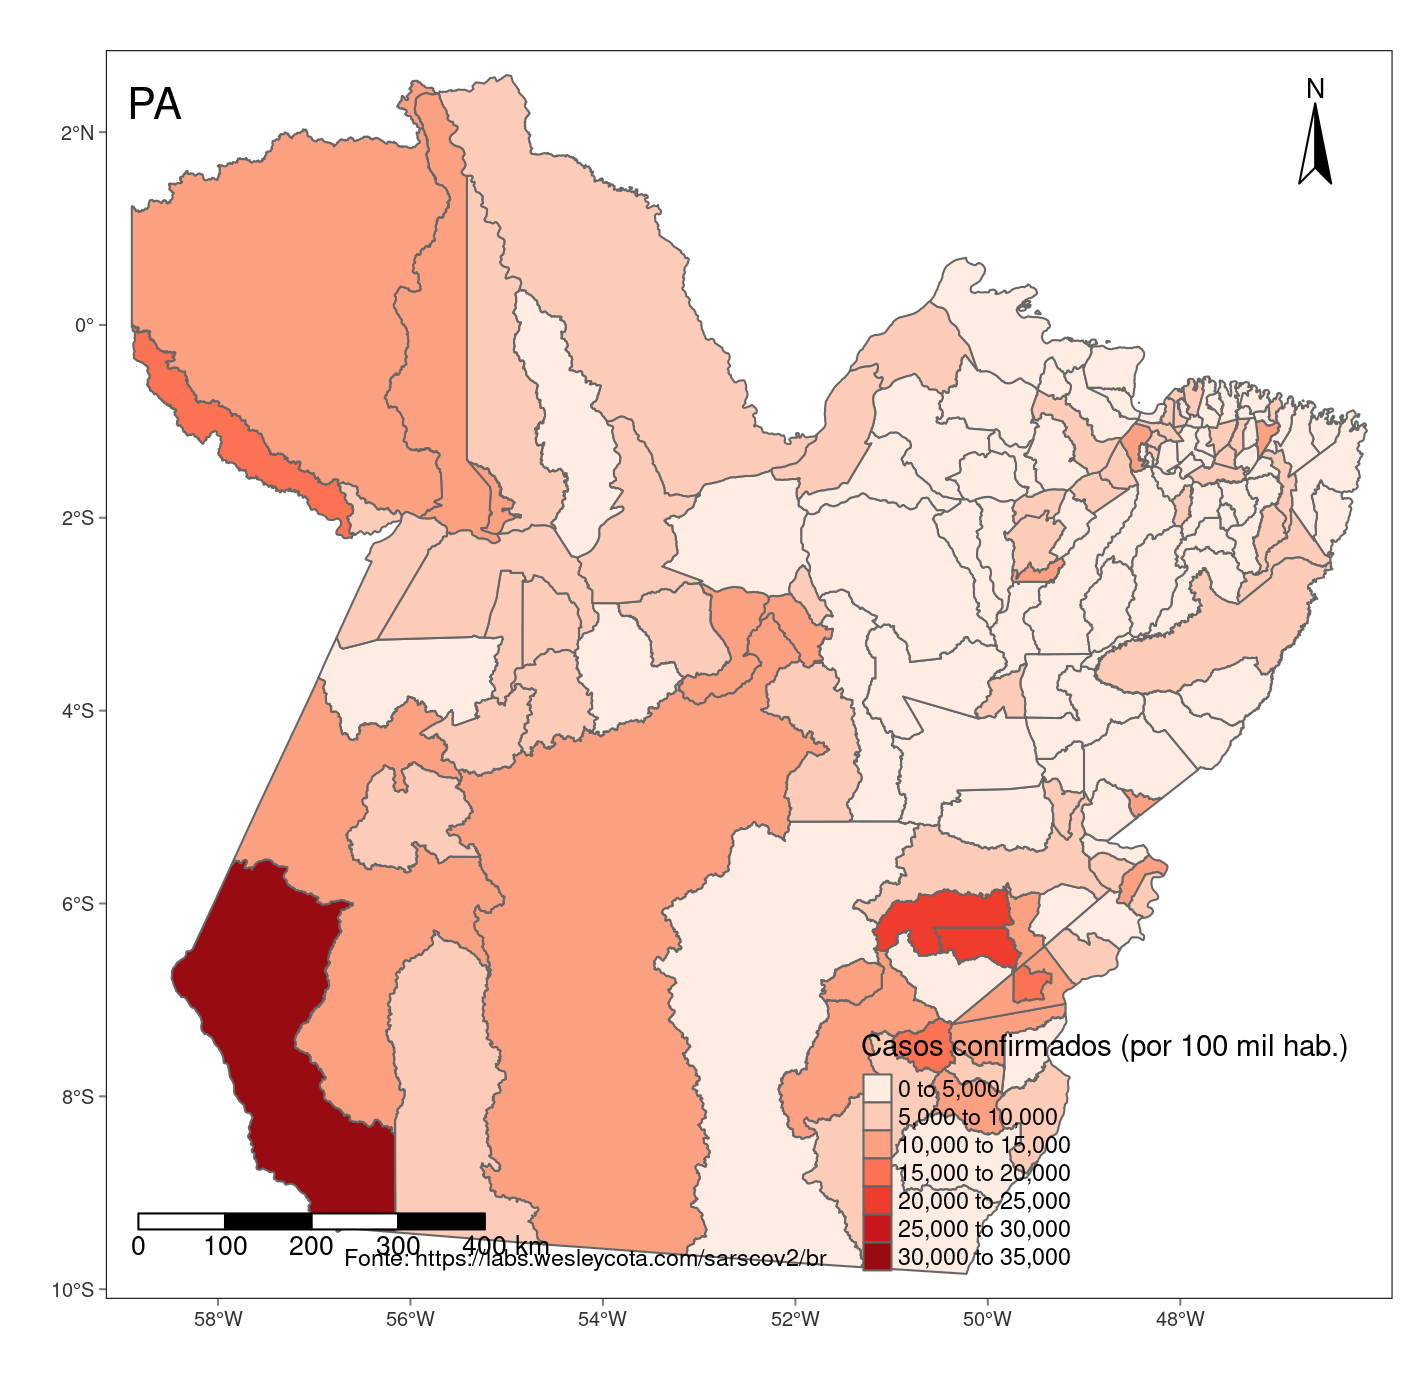 PA
N
2°N
0°
2°S
4°S
6°S
8°S
10°S
Casos confirmados (por 100 mil hab.)
0 to 5,000
5,000 to 10,000
10,000 to 15,000
15,000 to 20,000
20,000 to 25,000
25,000 to 30,000
30,000 to 35,000
0 100 200 300 400 km
Fonte: https://labs.wesleycota.com/sarscov2/br
58°W 56°W 54°W 52°W 50°W 48°W